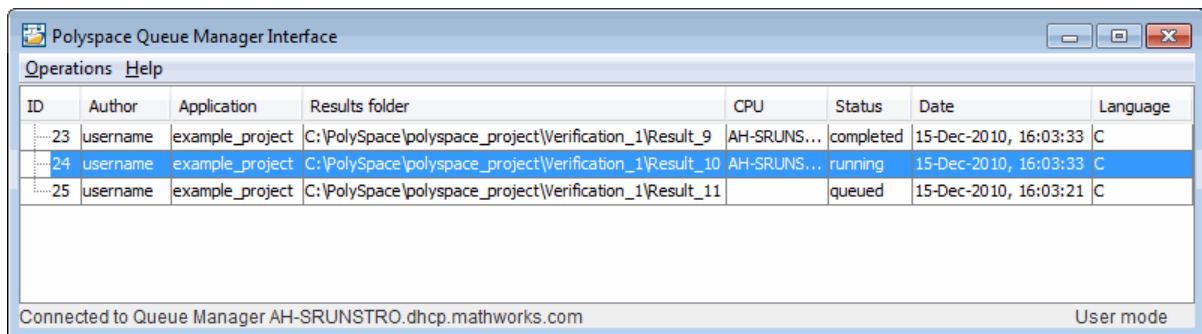 Polyspace Queue Manager Interface
Operations Help
ID Author Application Results folder CPU Status Date Language
23 username example_project C:\PolySpace\polyspace_project\Verification_1\Result_9 AH-SRUNS... completed 15-Dec-2010, 16:03:33 C
24 username example_project C:\PolySpace\polyspace_project\Verification_1\Result_10 AH-SRUNS... running 15-Dec-2010, 16:03:33 C
25 username example_project C:\PolySpace\polyspace_project\Verification_1\Result_11 queued 15-Dec-2010, 16:03:21 C
Connected to Queue Manager AH-SRUNSTRO.dhcp.mathworks.com User mode